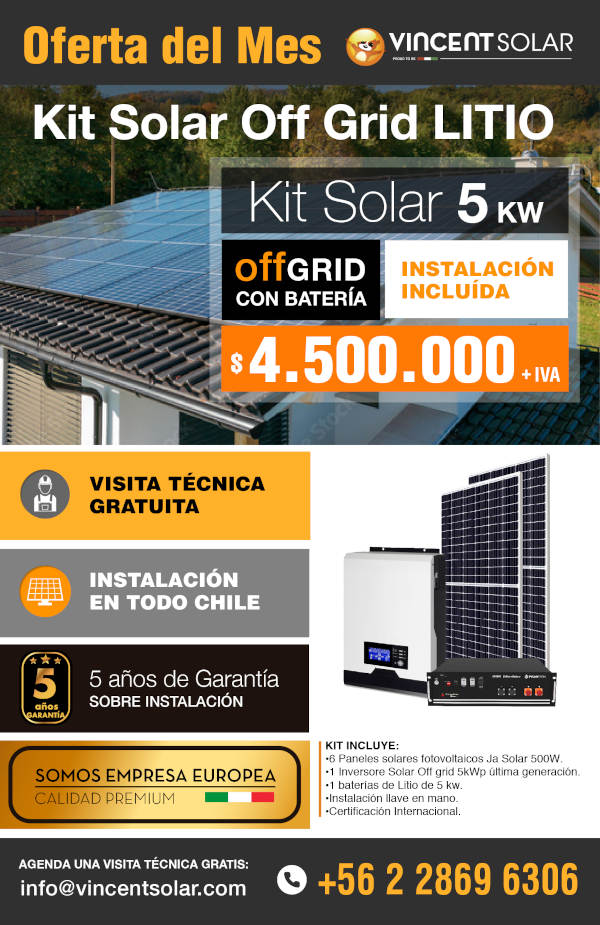 Oferta del Mes
VINCENTSOLAR
PROUD TO BE
Kit Solar Off Grid LITIO
Kit Solar 5 KW
offGRID
CON BATERÍA
INSTALACIÓN
INCLUÍDA
$ 4.500.000 + IVA
VISITA TÉCNICA
GRATUITA
INSTALACIÓN
EN TODO CHILE
5
años
GARANTÍA
5 años de Garantía
SOBRE INSTALACIÓN
SOMOS EMPRESA EUROPEA
CALIDAD PREMIUM
KIT INCLUYE:
•6 Paneles solares fotovoltaicos Ja Solar 500W.
•1 Inversore Solar Off grid 5kWp última generación.
•1 baterías de Litio de 5 kw.
•Instalación llave en mano.
•Certificación Internacional.
AGENDA UNA VISITA TÉCNICA GRATIS:
info@vincentsolar.com
+56 2 2869 6306